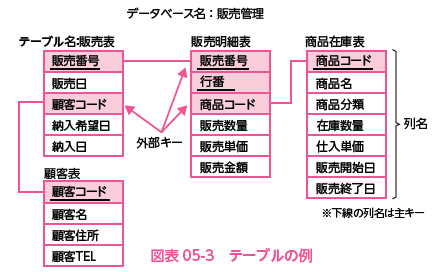 データベース名：販売管理
テーブル名:販売表
販売番号
販売日
顧客コード
納入希望日
納入日
販売明細表
販売番号
行番
商品コード
販売数量
販売単価
販売金額
商品在庫表
商品コード
商品名
商品分類
在庫数量
仕入単価
販売開始日
販売終了日
列名
外部キー
顧客表
顧客コード
顧客名
顧客住所
顧客TEL
※下線の列名は主キー
図表 05-3　テーブルの例